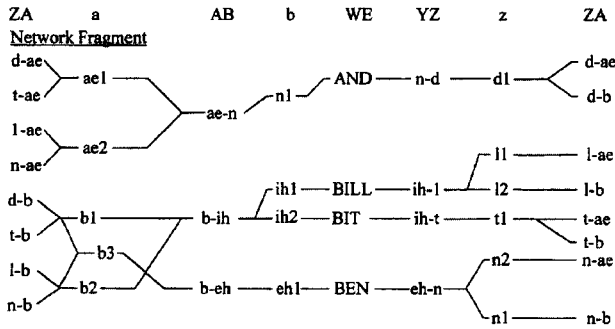 ZA a AB b WE YZ z ZA
Network Fragment
d-ae d-ae
ae1 AND n-d d1
t-ae n1 d-b
ae-n
l-ae
ae2 l1 l-ae
n-ae
ih1 BILL ih-l l2 l-b
d-b
b1 b-ih ih2 BIT ih-t t1 t-ae
t-b t-b
b3 n2 n-ae
l-b
b2 b-eh eh1 BEN eh-n
n-b n1 n-b